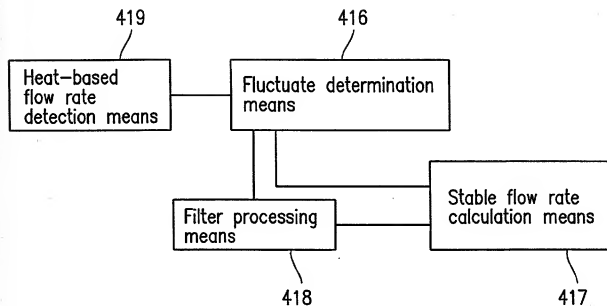 419
416
Heat-based
flow rate
detection means
Fluctuate determination
means
Filter processing
means
Stable flow rate
calculation means
418
417